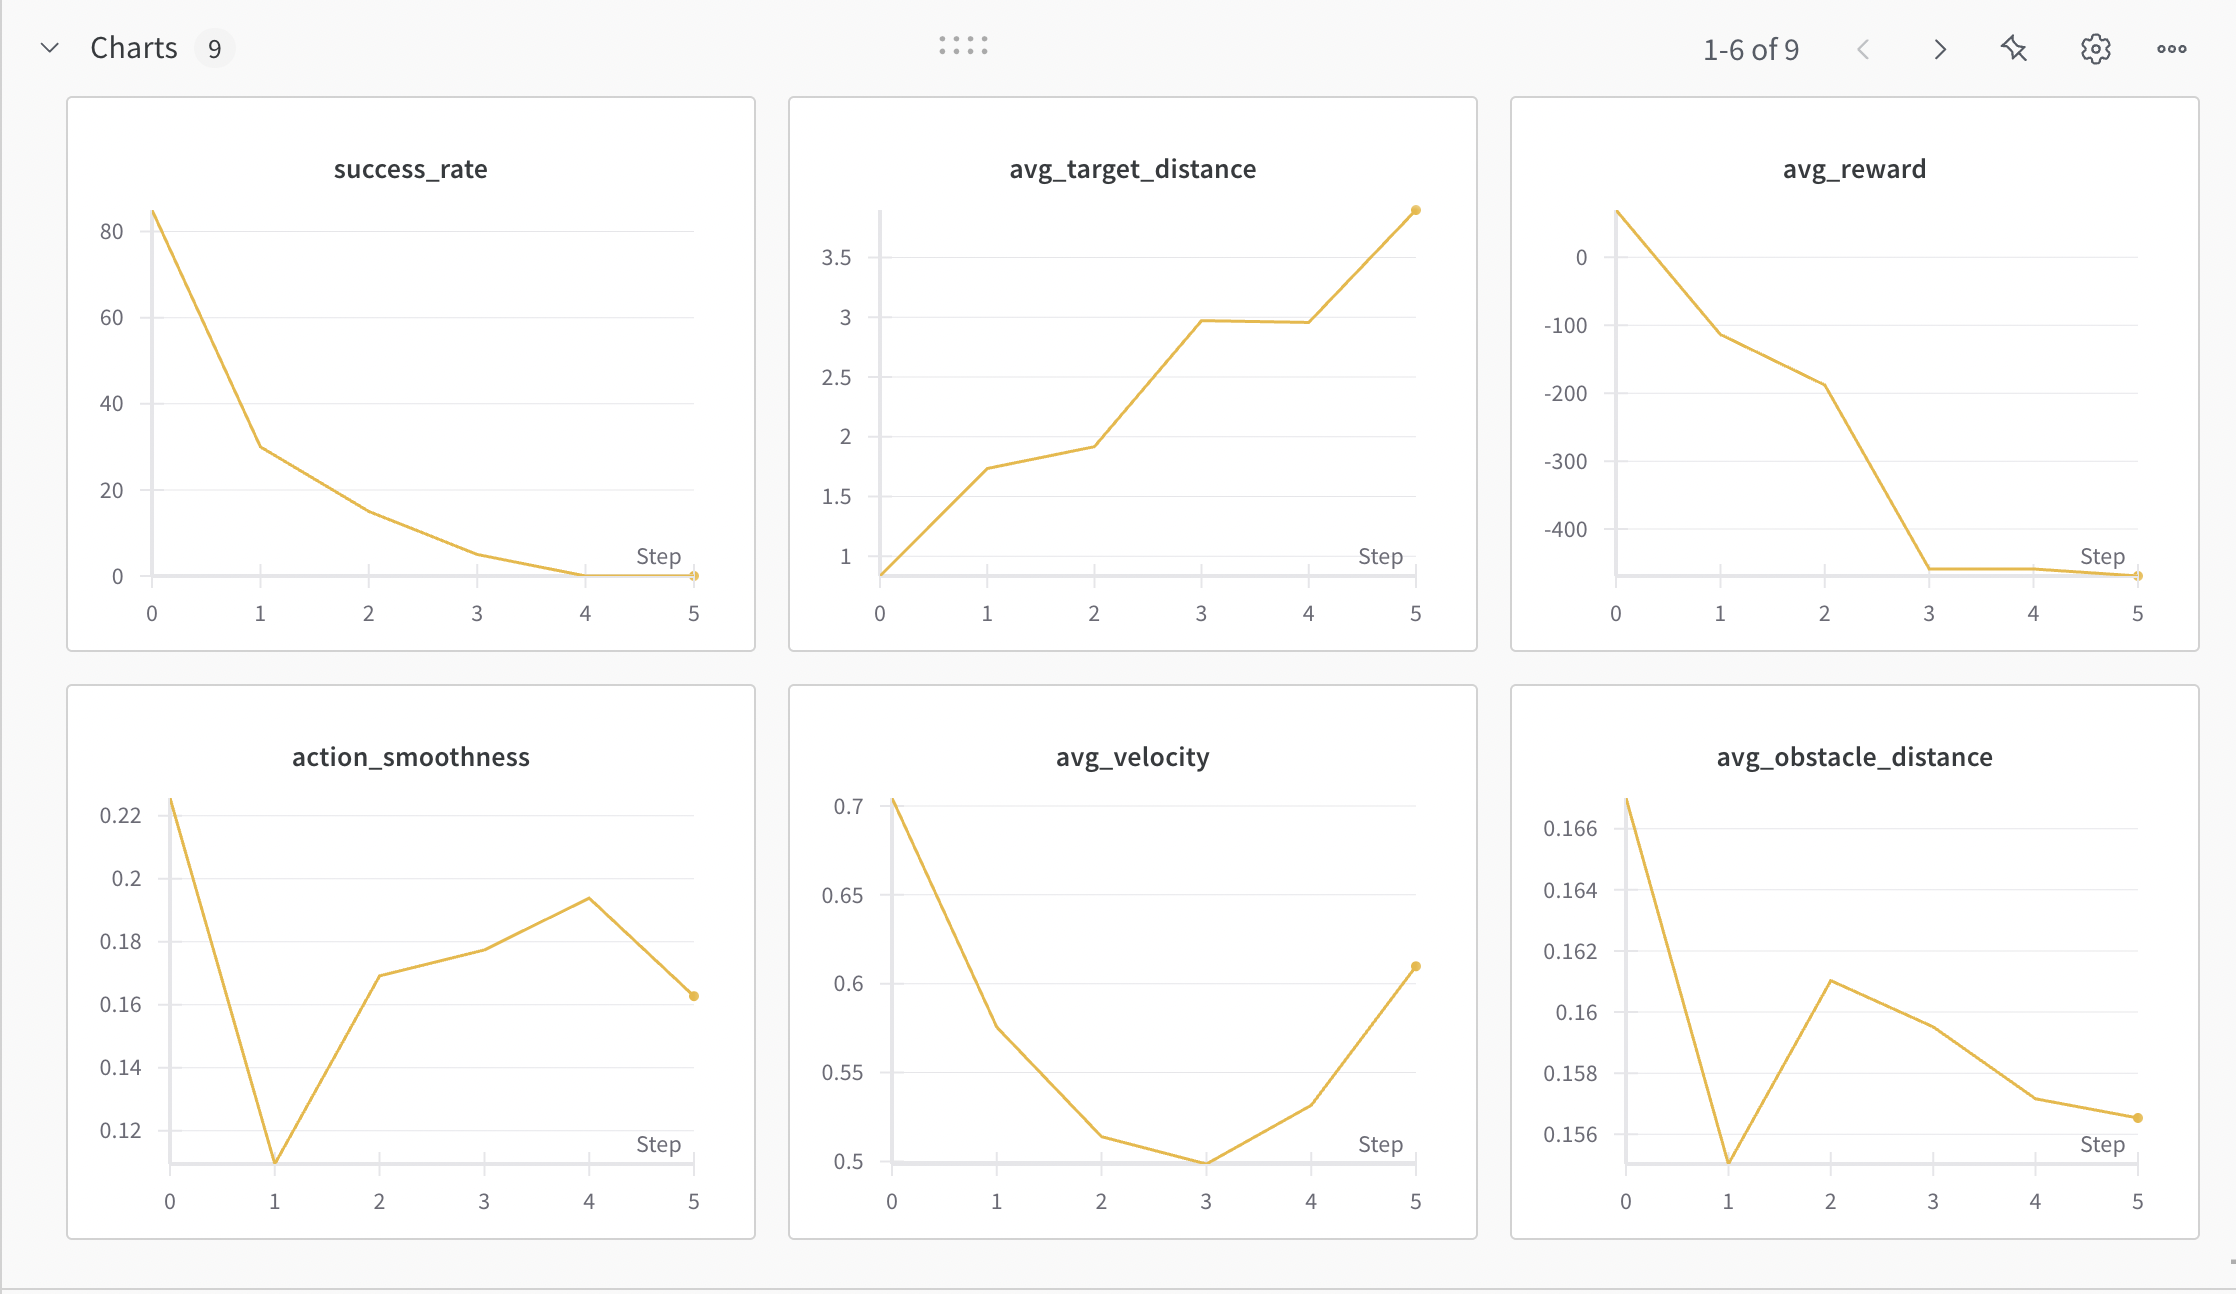 Charts 9
1-6 of 9
success_rate
80
60
40
20
0
Step
0 1 2 3 4 5
avg_target_distance
3.5
3
2.5
2
1.5
1
Step
0 1 2 3 4 5
avg_reward
0
-100
-200
-300
-400
Step
0 1 2 3 4 5
action_smoothness
0.22
0.2
0.18
0.16
0.14
0.12
Step
0 1 2 3 4 5
avg_velocity
0.7
0.65
0.6
0.55
0.5
Step
0 1 2 3 4 5
avg_obstacle_distance
0.166
0.164
0.162
0.16
0.158
0.156
Step
0 1 2 3 4 5